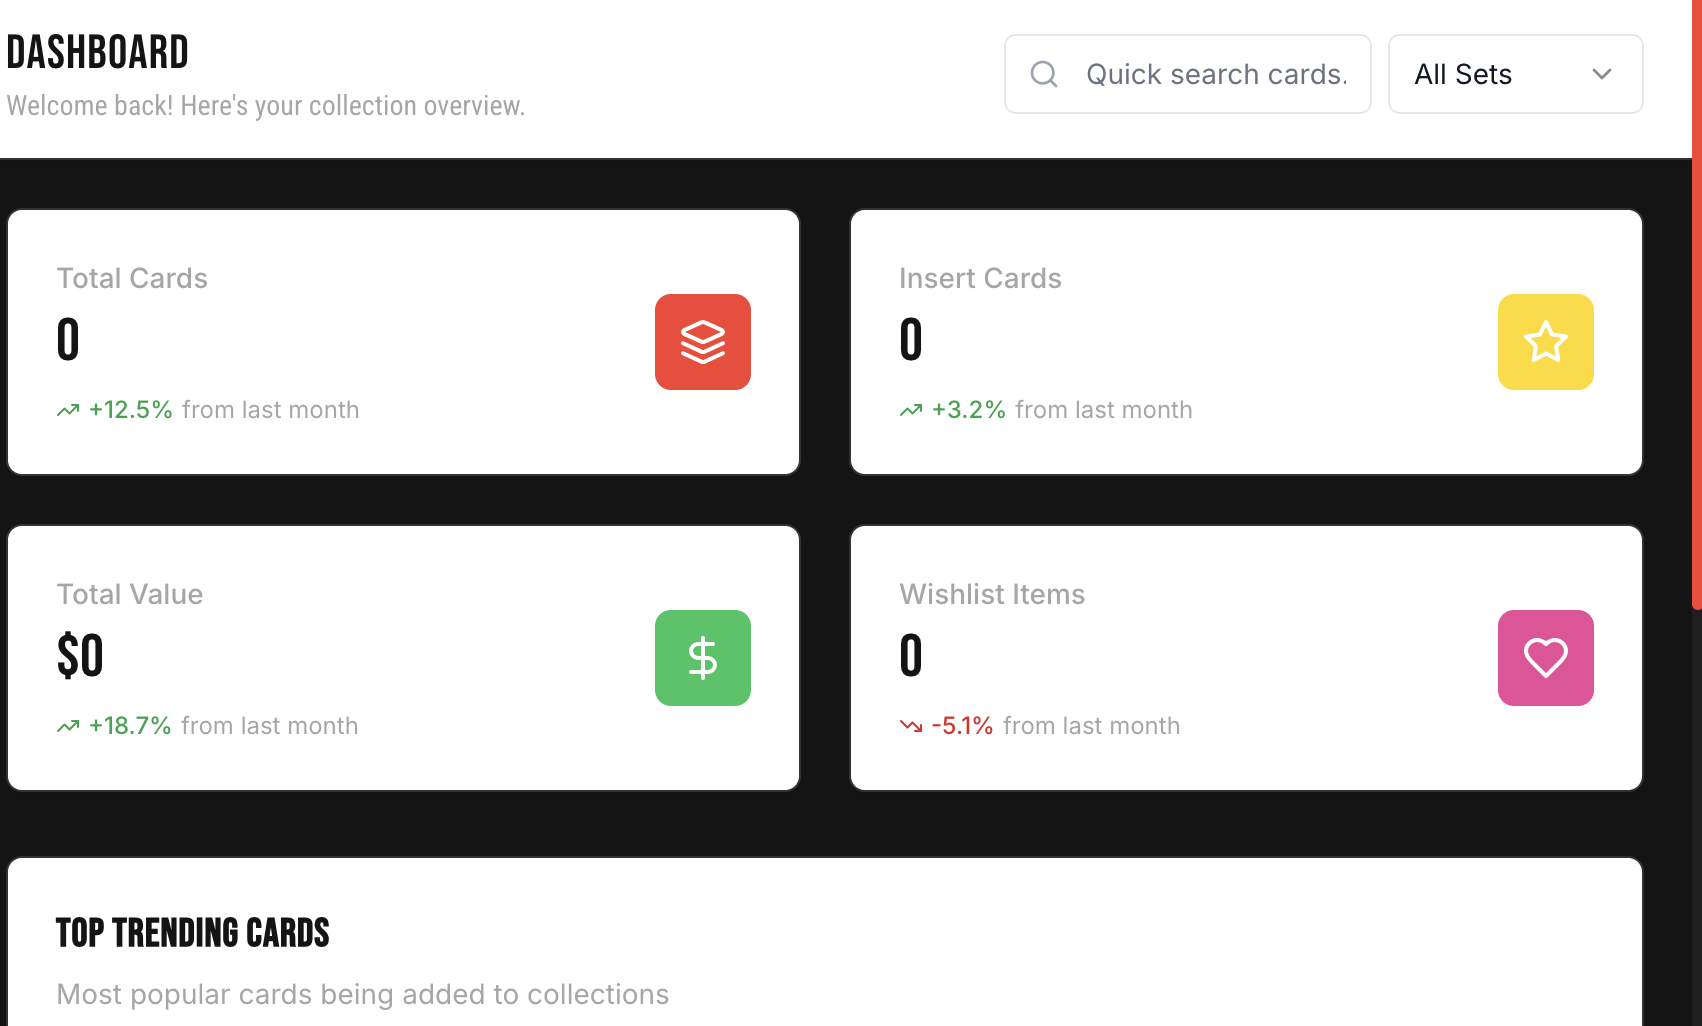 DASHBOARD
Welcome back! Here's your collection overview.
Quick search cards.
All Sets
Total Cards
0
+12.5% from last month
Insert Cards
0
+3.2% from last month
Total Value
$0
+18.7% from last month
Wishlist Items
0
-5.1% from last month
TOP TRENDING CARDS
Most popular cards being added to collections